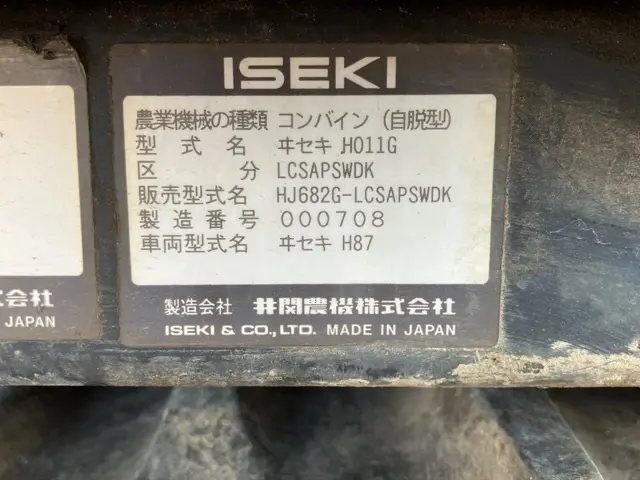 ISEKI
農業機械の種類 コンバイン (自脱型)
型式名 ヰセキ HO11G
区分 LCSAPSWDK
販売型式名 HJ682G-LCSAPSWDK
製造番号 000708
車両型式名 ヰセキ H87
製造会社 井関農機株式会社
ISEKI & CO., LTD. MADE IN JAPAN
式会社
JAPAN